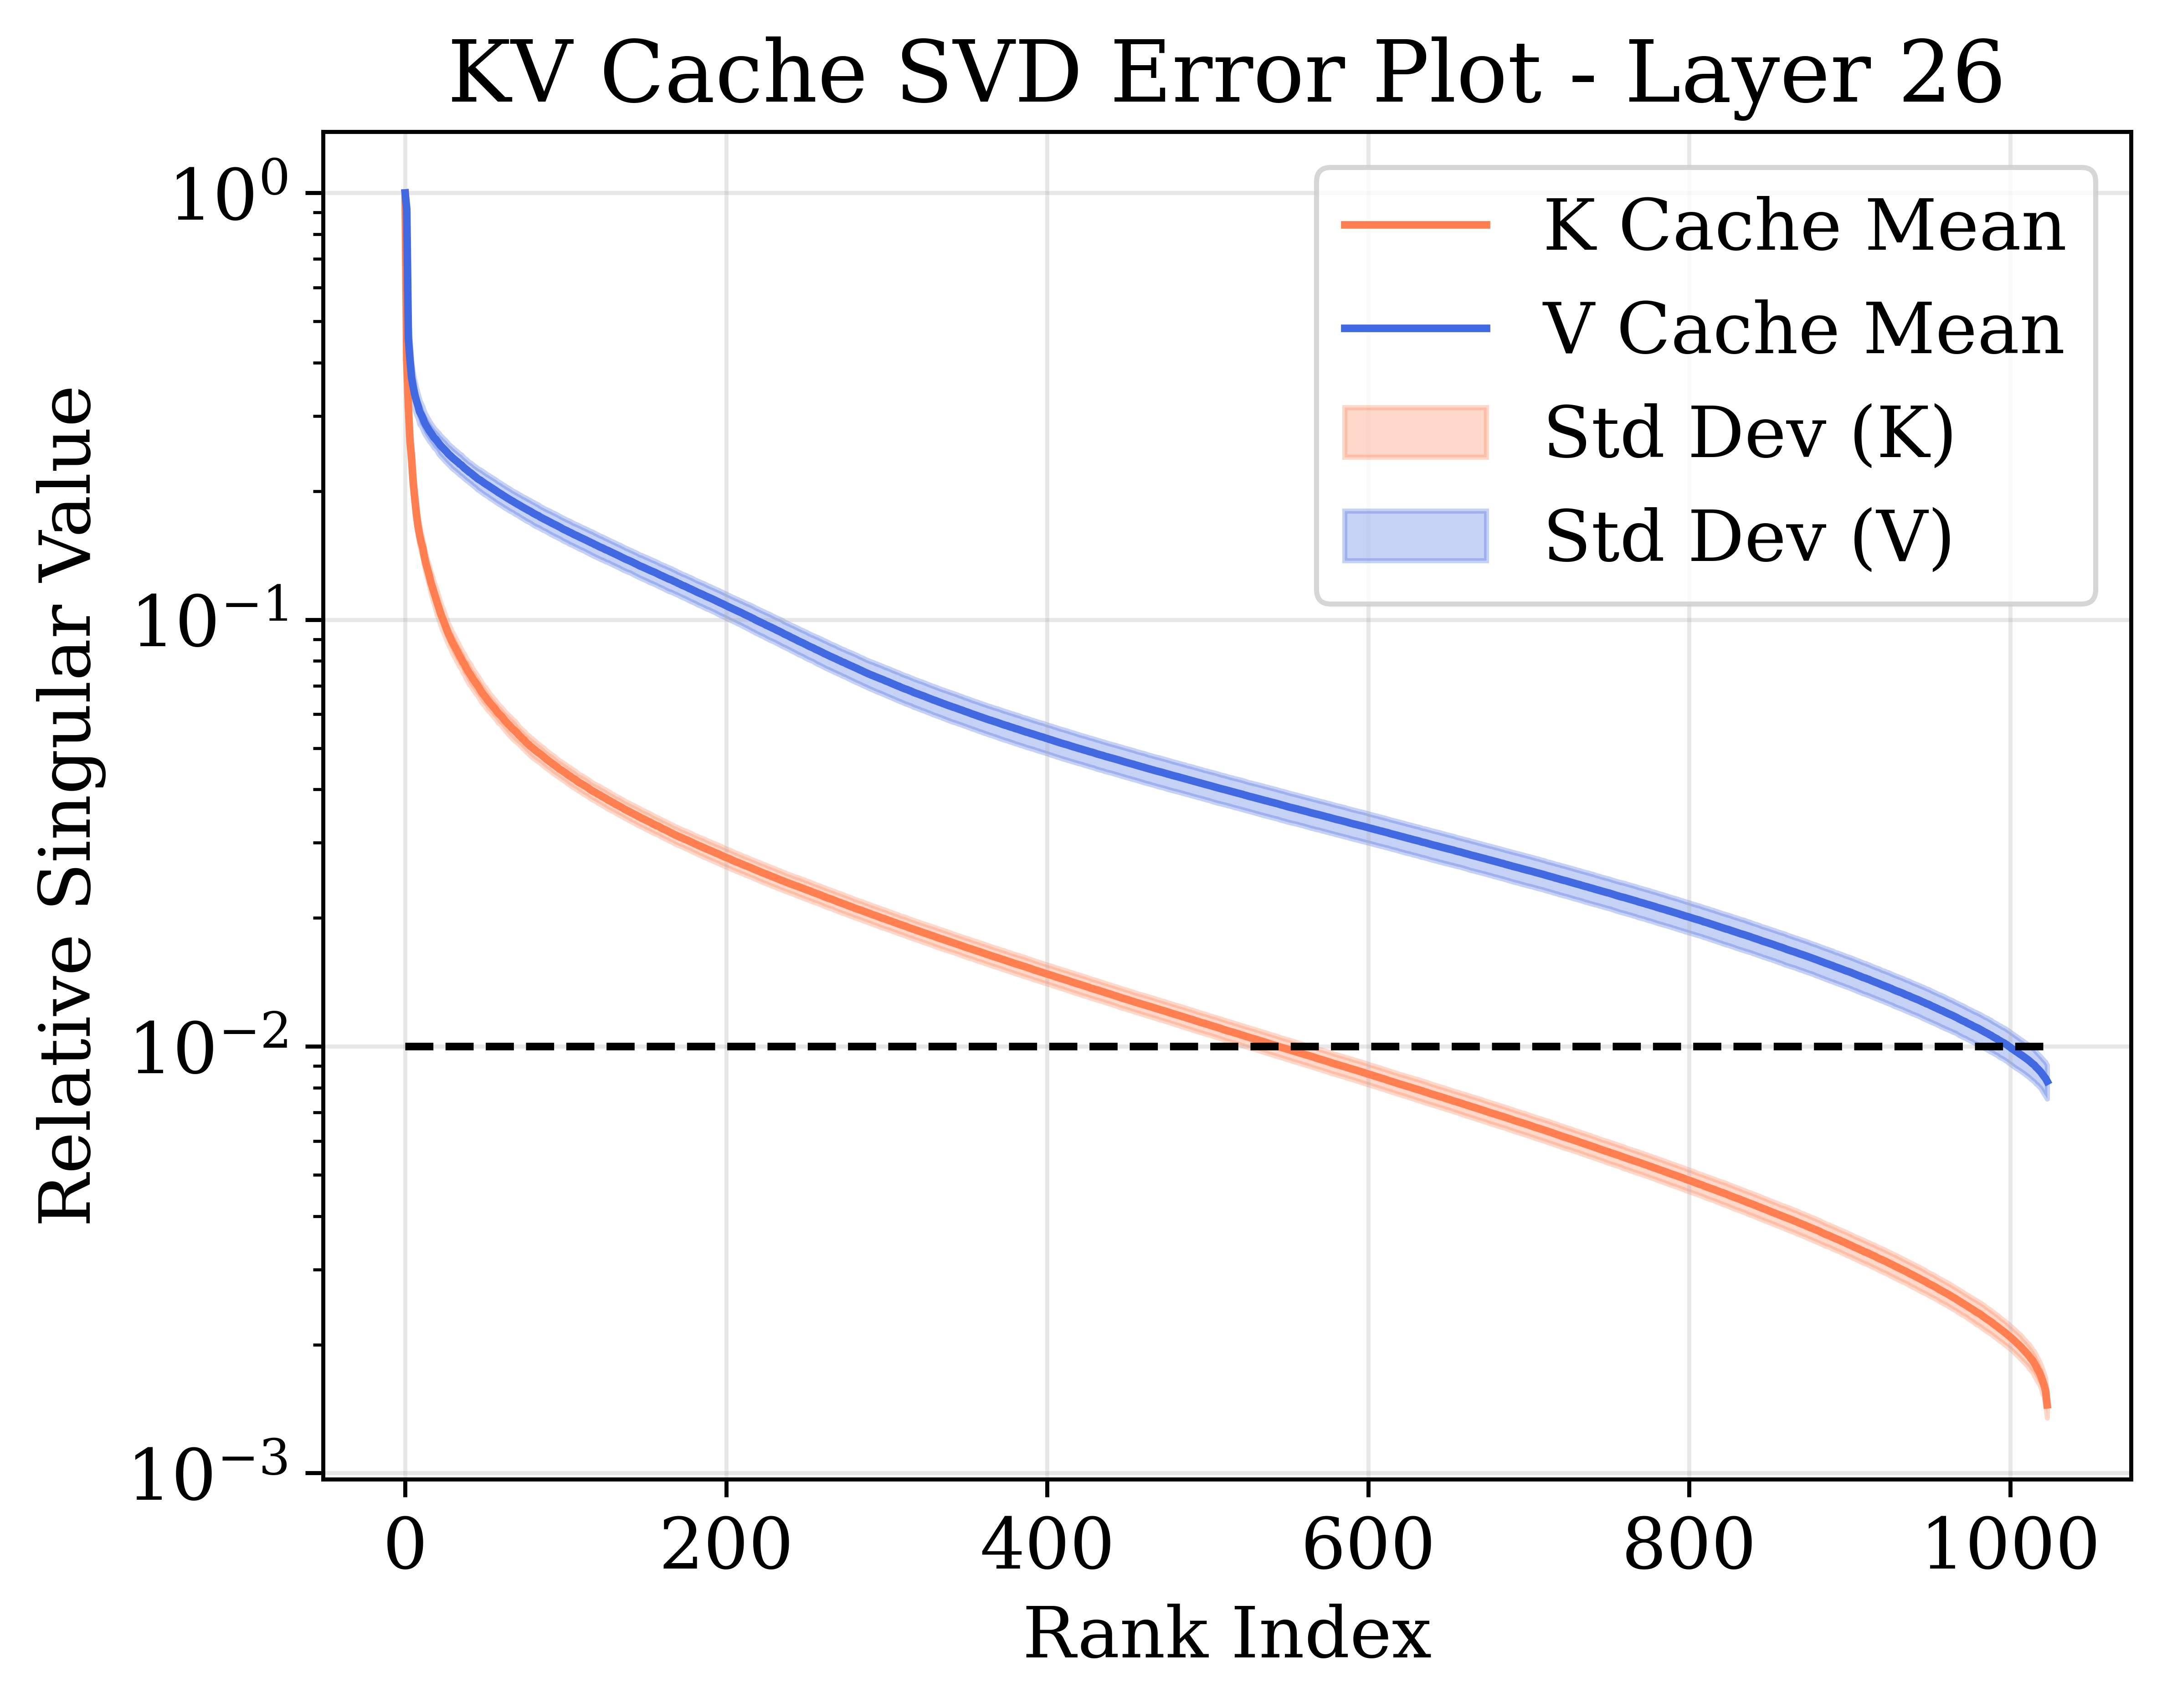 KV Cache SVD Error Plot - Layer 26
Relative Singular Value
10⁰
10⁻¹
10⁻²
10⁻³
K Cache Mean
V Cache Mean
Std Dev (K)
Std Dev (V)
0 200 400 600 800 1000
Rank Index